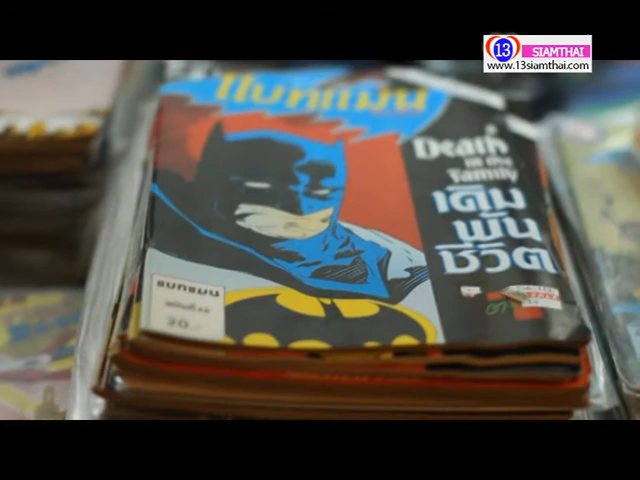 13 SIAMTHAI
www.13siamthai.com
แบทแมน
A
Death
in the
Family
เดิม
พัน
ชีวิต
แบทแมน
20